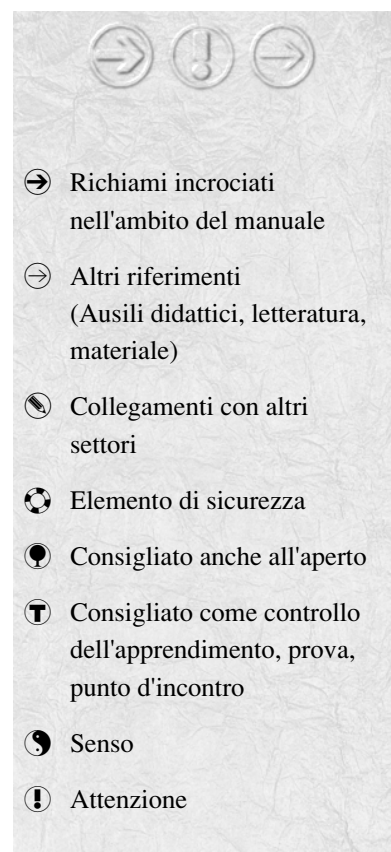 Richiami incrociati
nell'ambito del manuale
Altri riferimenti
(Ausili didattici, letteratura,
materiale)
Collegamenti con altri
settori
Elemento di sicurezza
Consigliato anche all'aperto
Consigliato come controllo
dell'apprendimento, prova,
punto d'incontro
Senso
Attenzione